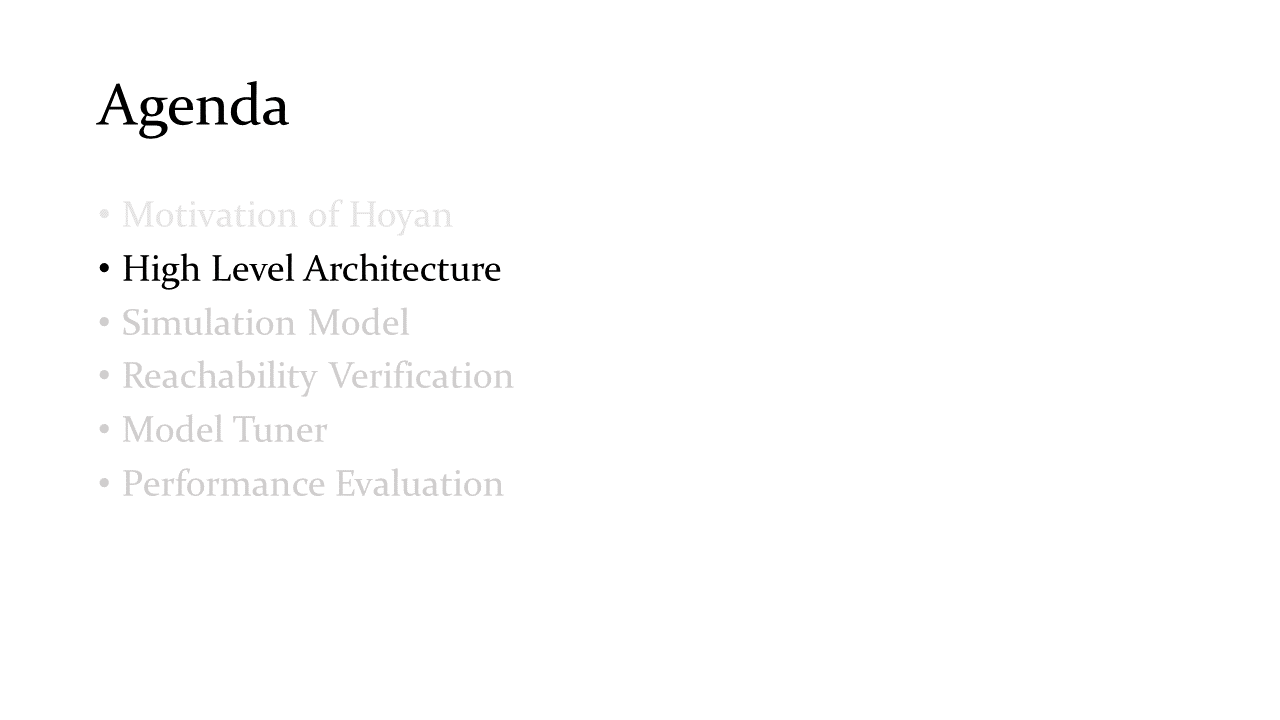 Agenda
• Motivation of Hoyan
• High Level Architecture
• Simulation Model
• Reachability Verification
• Model Tuner
• Performance Evaluation